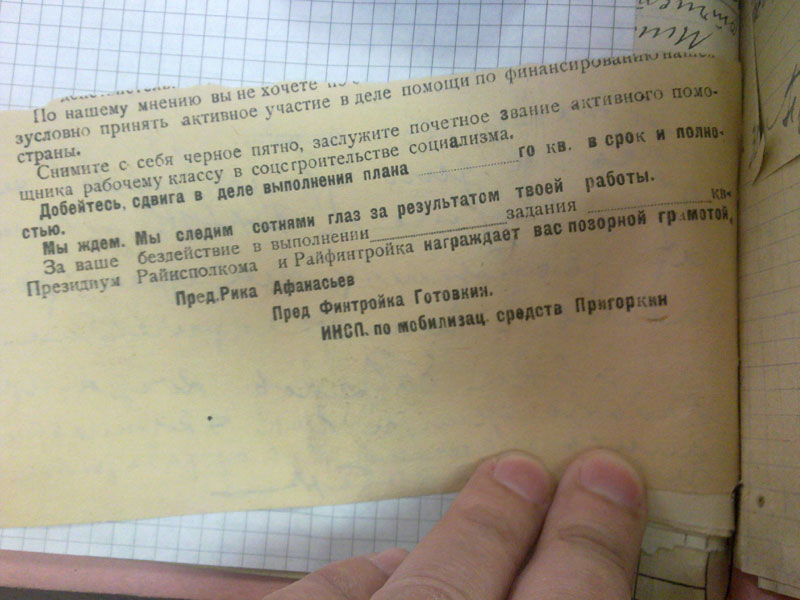 По нашему мнению вы не хочете
зусловно принять активное участие в деле помощи по финансированию нашей
страны.
Снимите с себя черное пятно, заслужите почетное звание активного помо-
щника рабочему классу в соцстроительстве социализма.
Добейтесь, сдвига в деле выполнения плана ............го кв. в срок и полно-
стью.
Мы ждем. Мы следим сотнями глаз за результатом твоей работы.
За ваше бездействие в выполнении____________задания ............ кв-
Президиум Райисполкома и Райфинтройка награждает вас позорной грамотой,
Пред.Рика Афанасьев
Пред Финтройка Готовкин.
ИНСП. по мобилизац. средств Пригоркин